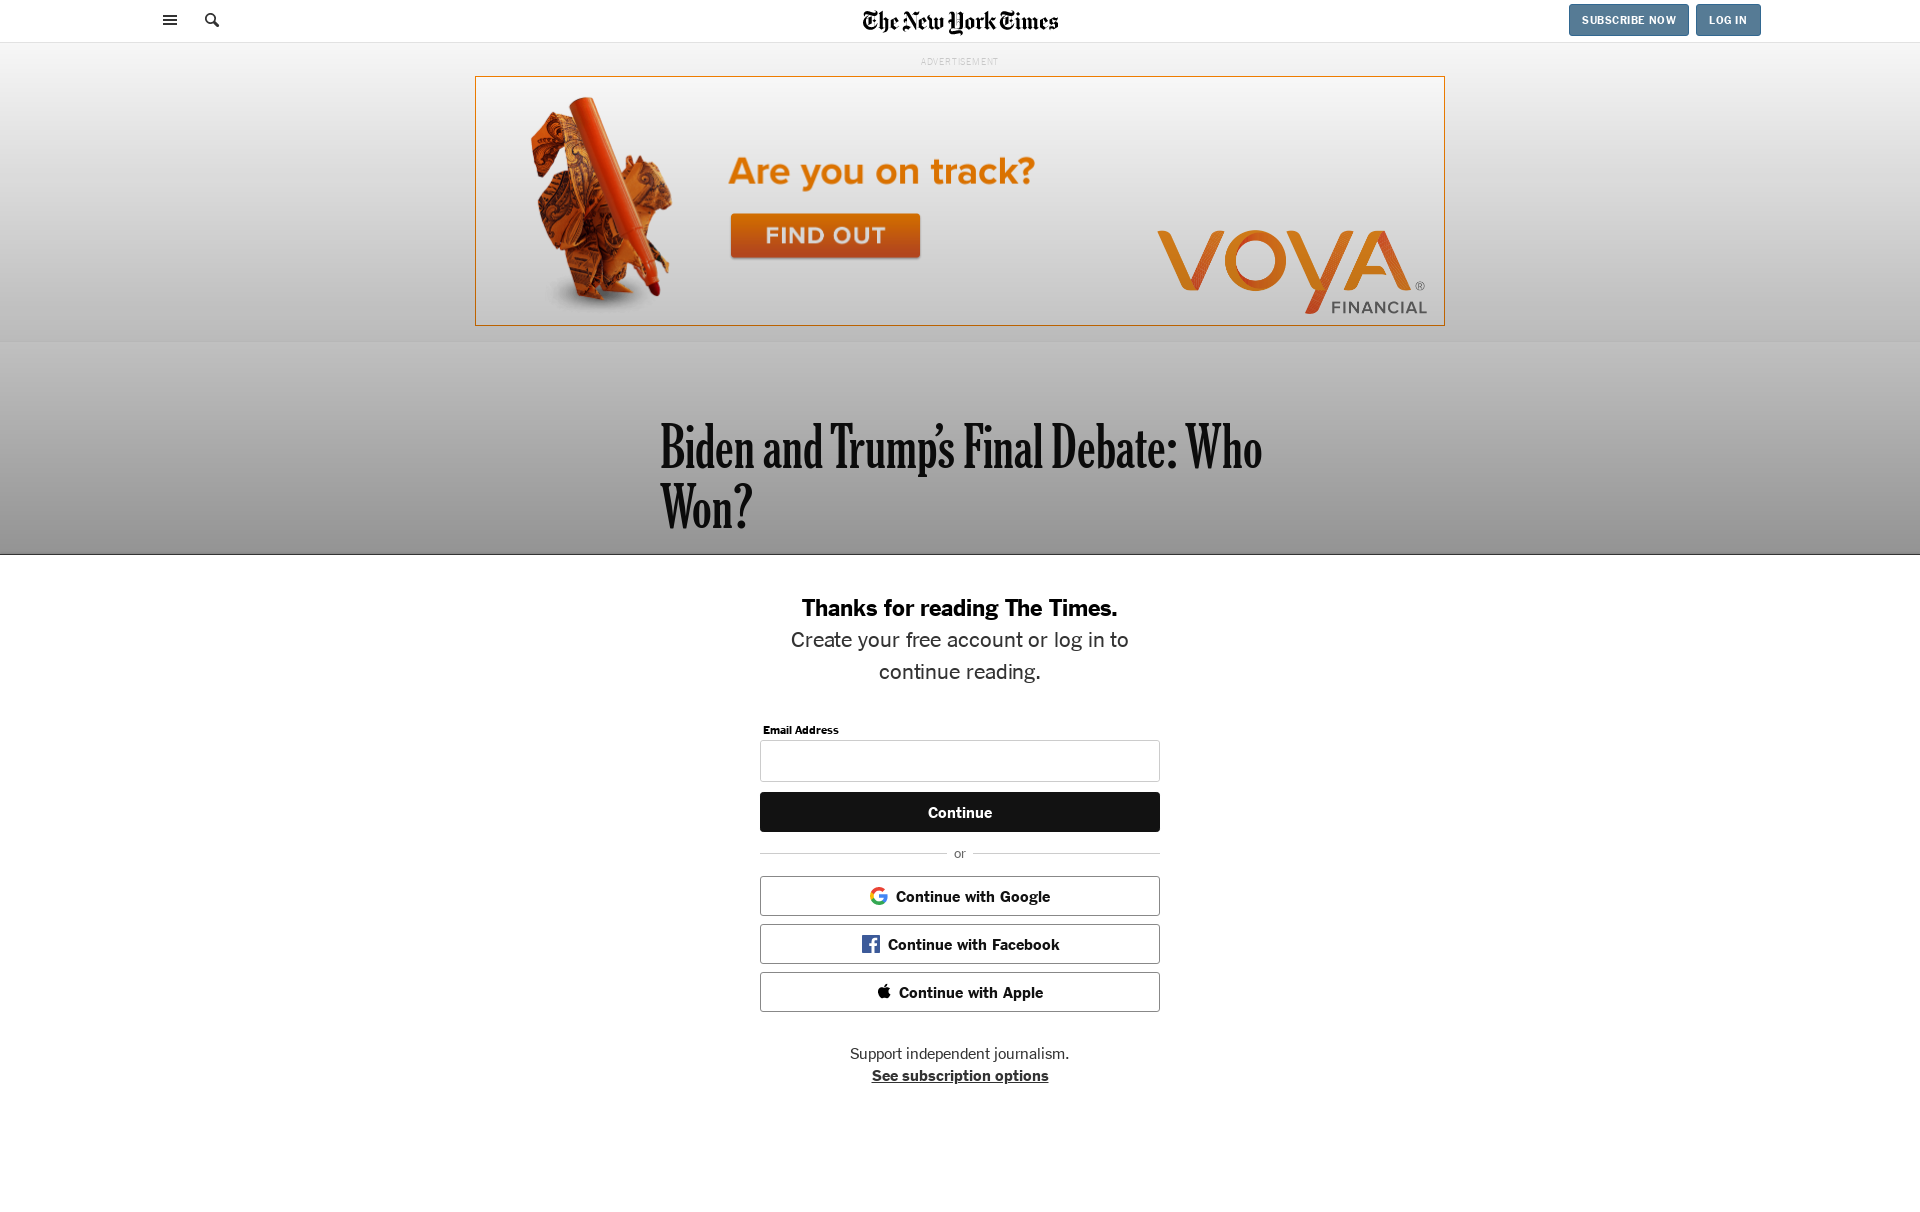 The New York Times
SUBSCRIBE NOW
LOG IN
ADVERTISEMENT
Are you on track?
FIND OUT
VOYA®
FINANCIAL
Biden and Trump's Final Debate: Who
Won?
Thanks for reading The Times.
Create your free account or log in to
continue reading.
Email Address
Continue
or
Continue with Google
Continue with Facebook
Continue with Apple
Support independent journalism.
See subscription options